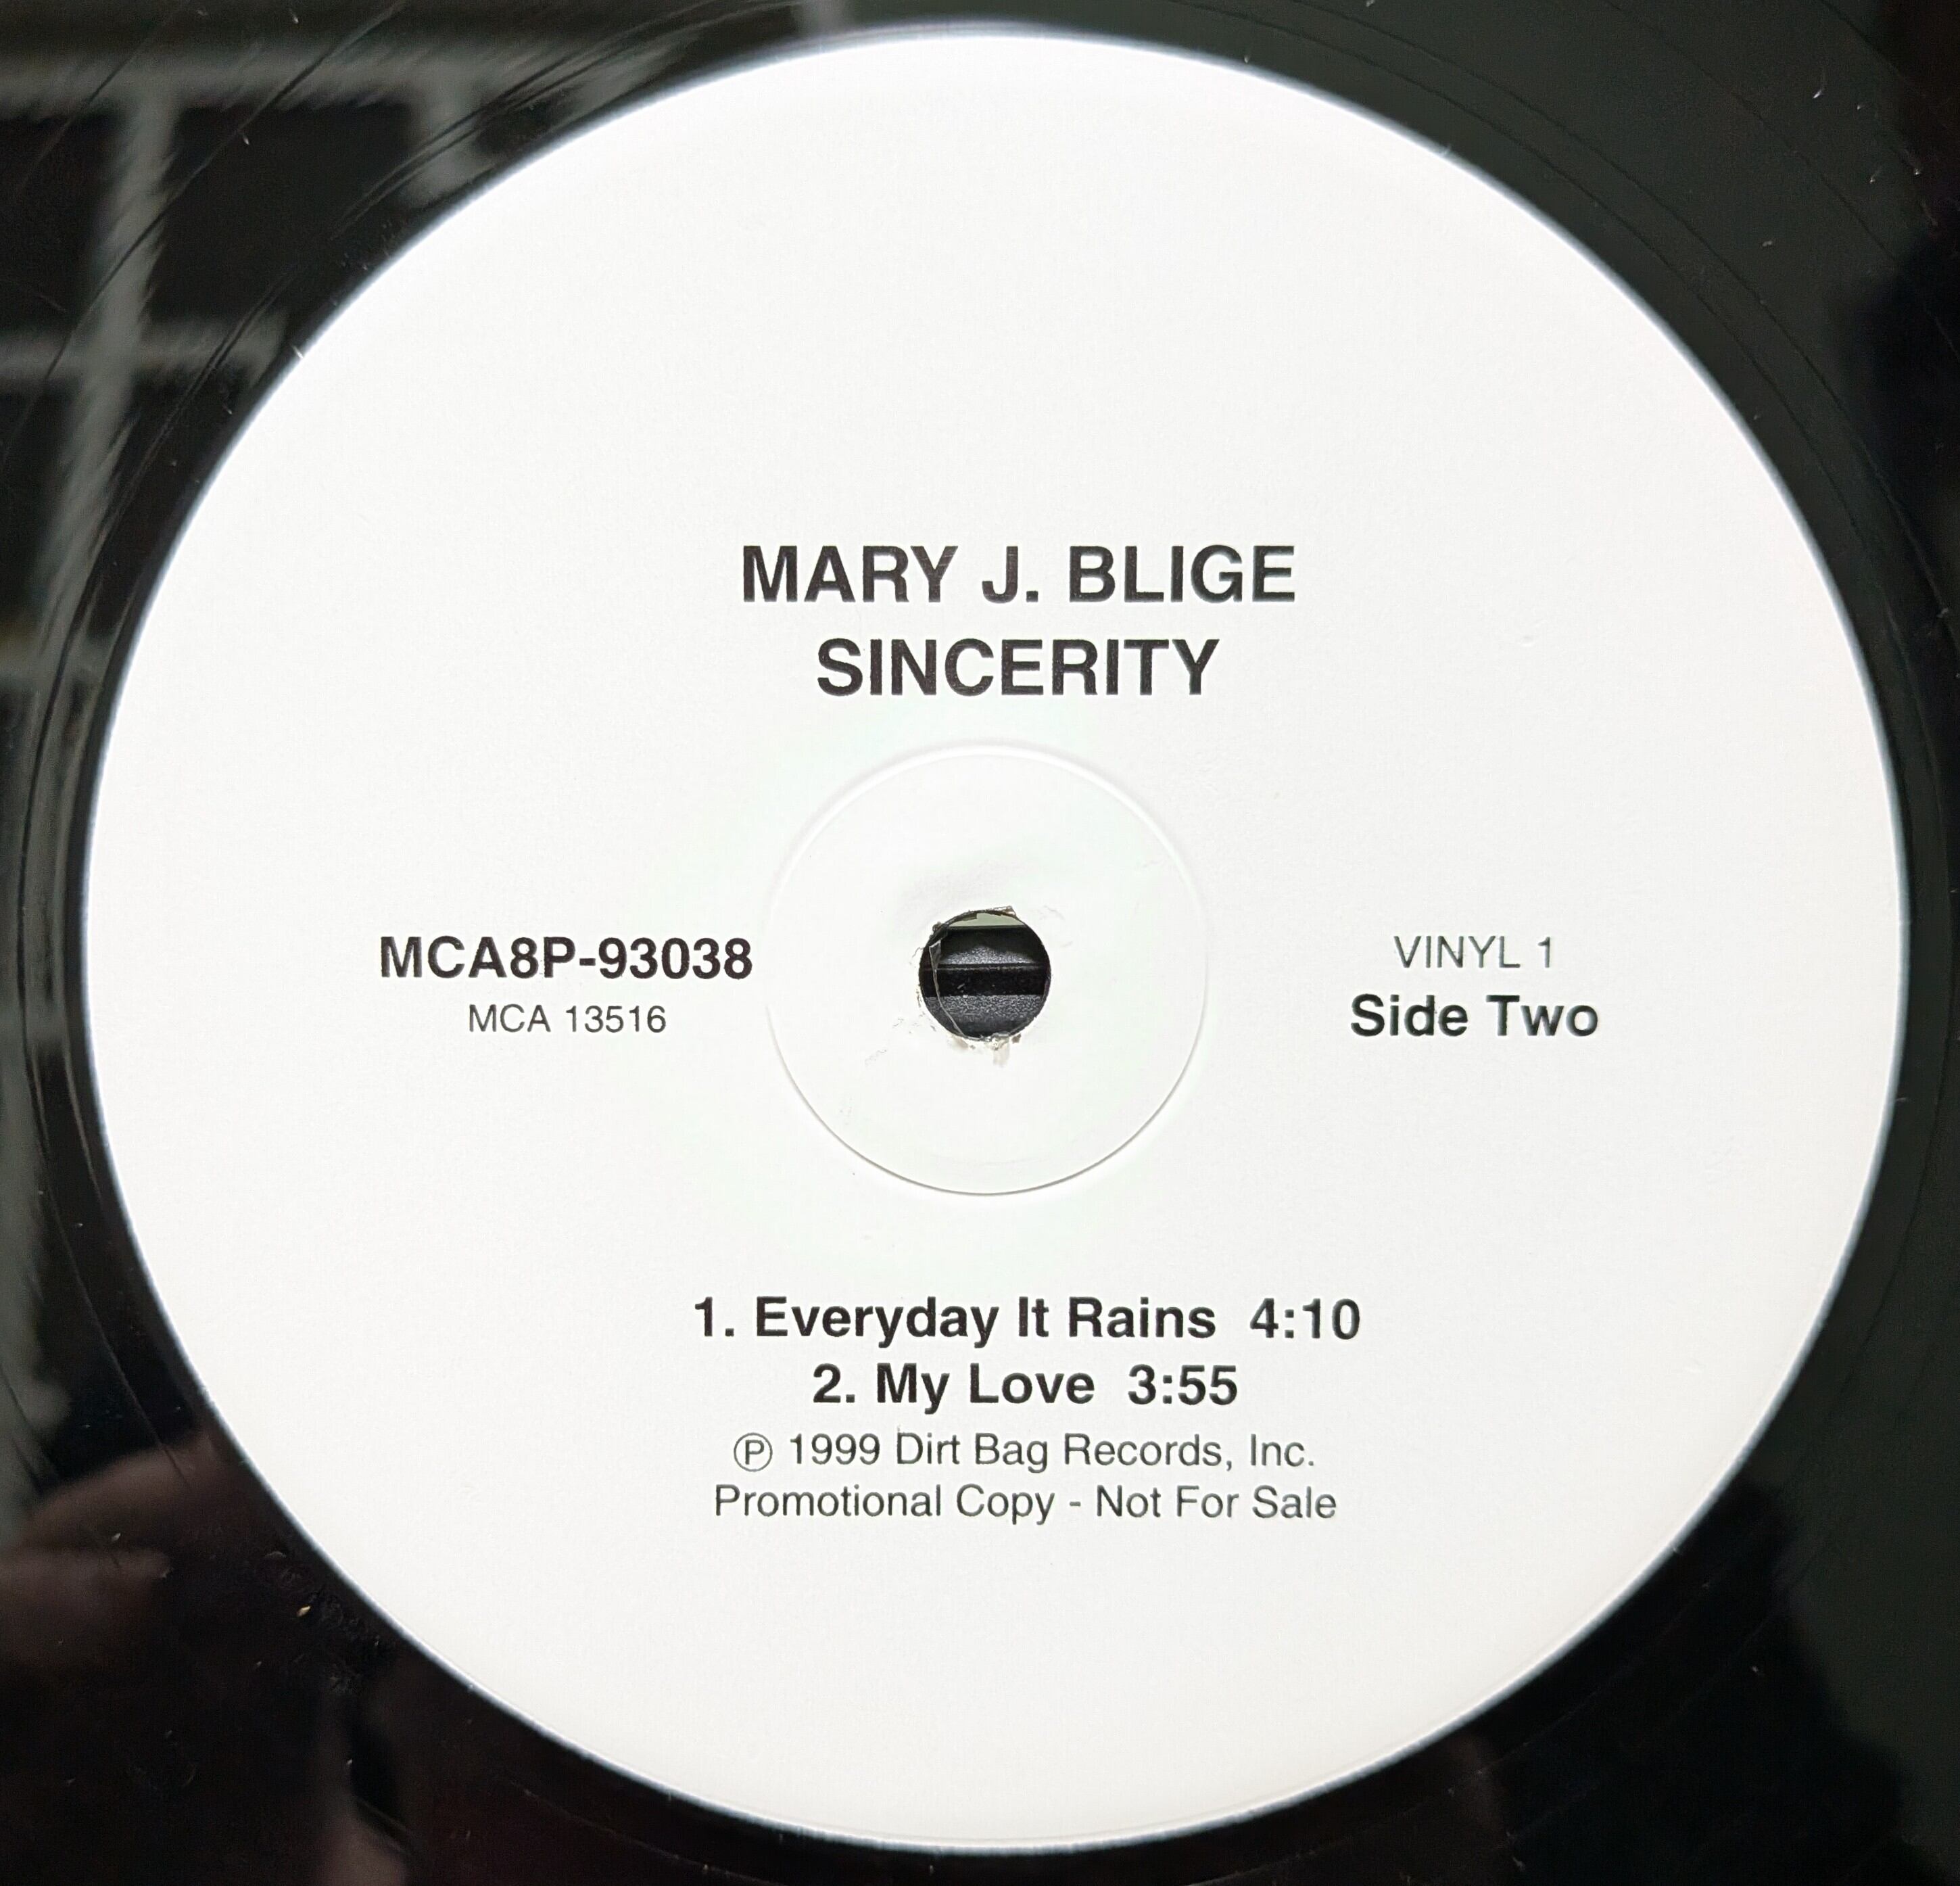 MARY J. BLIGE
SINCERITY
MCA8P-93038
MCA 13516
VINYL 1
Side Two
1. Everyday It Rains 4:10
2. My Love 3:55
℗ 1999 Dirt Bag Records, Inc.
Promotional Copy - Not For Sale